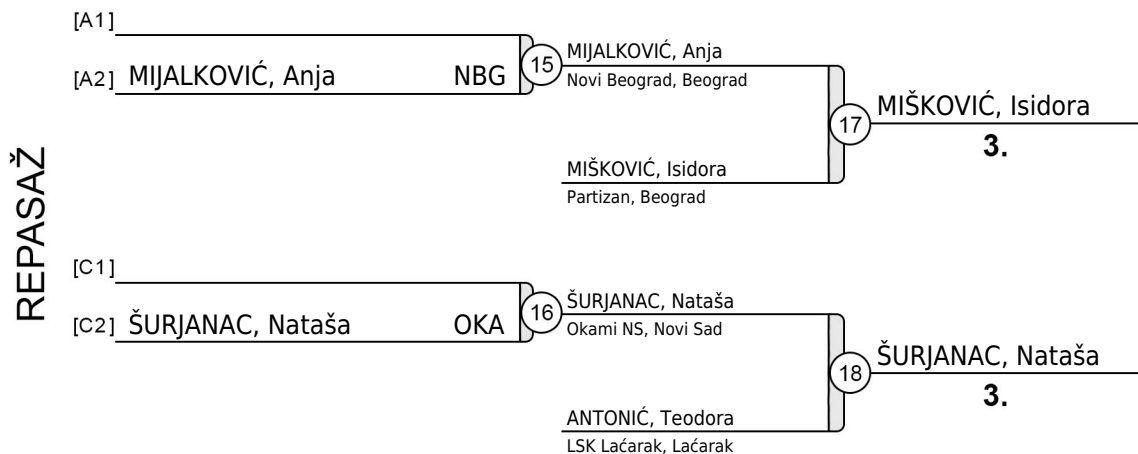 REPASAŽ
[A1]
[A2] MIJALKOVIĆ, Anja NBG
15
MIJALKOVIĆ, Anja
Novi Beograd, Beograd
MIŠKOVIĆ, Isidora
Partizan, Beograd
17
MIŠKOVIĆ, Isidora
3.
[C1]
[C2] ŠURJANAC, Nataša OKA
16
ŠURJANAC, Nataša
Okami NS, Novi Sad
ANTONIĆ, Teodora
LSK Laćarak, Laćarak
18
ŠURJANAC, Nataša
3.